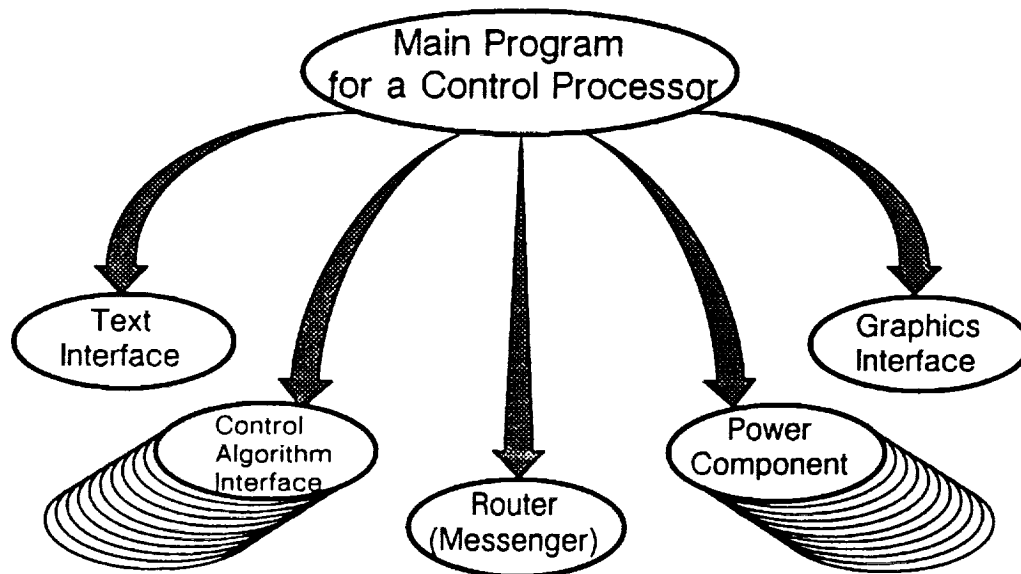 Main Program
for a Control Processor
Text
Interface
Graphics
Interface
Control
Algorithm
Interface
Power
Component
Router
(Messenger)